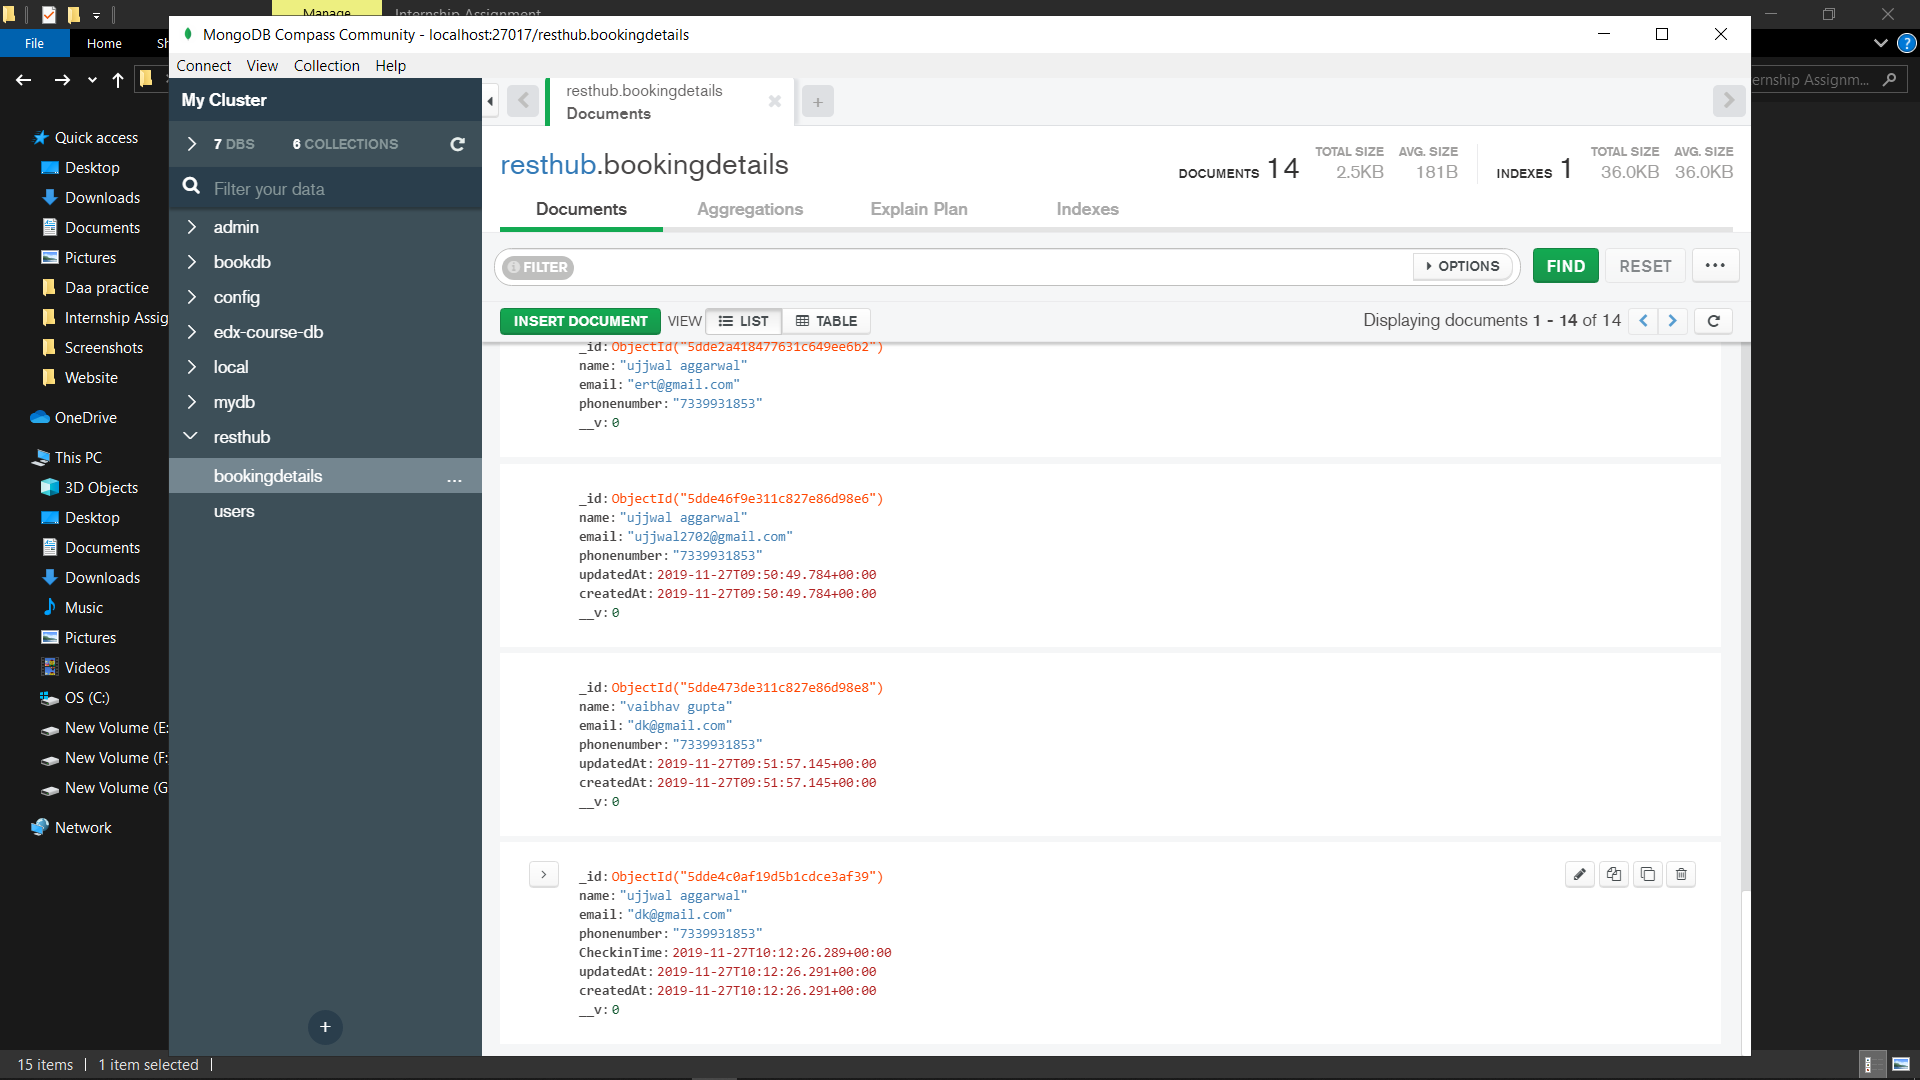 Manage
Internship Assignment
File
Home
Sh
ernship Assignm...
Quick access
Desktop
Downloads
Documents
Pictures
Daa practice
Internship Assig
Screenshots
Website
OneDrive
This PC
3D Objects
Desktop
Documents
Downloads
Music
Pictures
Videos
OS (C:)
New Volume (E:
New Volume (F:
New Volume (G
Network
15 items
1 item selected
MongoDB Compass Community - localhost:27017/resthub.bookingdetails
Connect View Collection Help
My Cluster
7 DBS 6 COLLECTIONS
Filter your data
admin
bookdb
config
edx-course-db
local
mydb
resthub
bookingdetails ...
users
+
resthub.bookingdetails
Documents
+
resthub.bookingdetails
DOCUMENTS 14 TOTAL SIZE 2.5KB AVG. SIZE 181B
INDEXES 1 TOTAL SIZE 36.0KB AVG. SIZE 36.0KB
Documents Aggregations Explain Plan Indexes
FILTER OPTIONS FIND RESET ...
INSERT DOCUMENT VIEW LIST TABLE Displaying documents 1 - 14 of 14
_id: ObjectId("5dde2a418477631c649ee6b2")
name: "ujjwal aggarwal"
email: "ert@gmail.com"
phonenumber: "7339931853"
__v: 0
_id: ObjectId("5dde46f9e311c827e86d98e6")
name: "ujjwal aggarwal"
email: "ujjwal2702@gmail.com"
phonenumber: "7339931853"
updatedAt: 2019-11-27T09:50:49.784+00:00
createdAt: 2019-11-27T09:50:49.784+00:00
__v: 0
_id: ObjectId("5dde473de311c827e86d98e8")
name: "vaibhav gupta"
email: "dk@gmail.com"
phonenumber: "7339931853"
updatedAt: 2019-11-27T09:51:57.145+00:00
createdAt: 2019-11-27T09:51:57.145+00:00
__v: 0
_id: ObjectId("5dde4c0af19d5b1cdce3af39")
name: "ujjwal aggarwal"
email: "dk@gmail.com"
phonenumber: "7339931853"
CheckinTime: 2019-11-27T10:12:26.289+00:00
updatedAt: 2019-11-27T10:12:26.291+00:00
createdAt: 2019-11-27T10:12:26.291+00:00
__v: 0